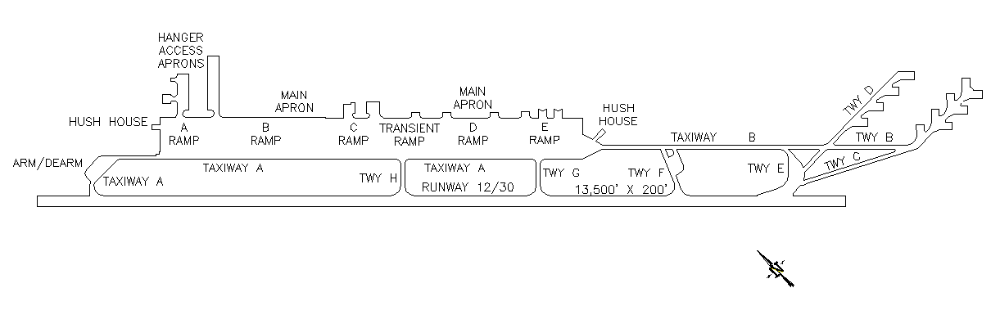 HANGER
ACCESS
APRONS
MAIN
APRON
MAIN
APRON
TWY D
HUSH
HOUSE
HUSH HOUSE
A
RAMP
B
RAMP
C
RAMP
TRANSIENT
RAMP
D
RAMP
E
RAMP
TAXIWAY B
TWY B
ARM/DEARM
TAXIWAY A
TAXIWAY A
TWY H
TAXIWAY A
RUNWAY 12/30
TWY G
TWY F
13,500' X 200'
TWY E
TWY C
N